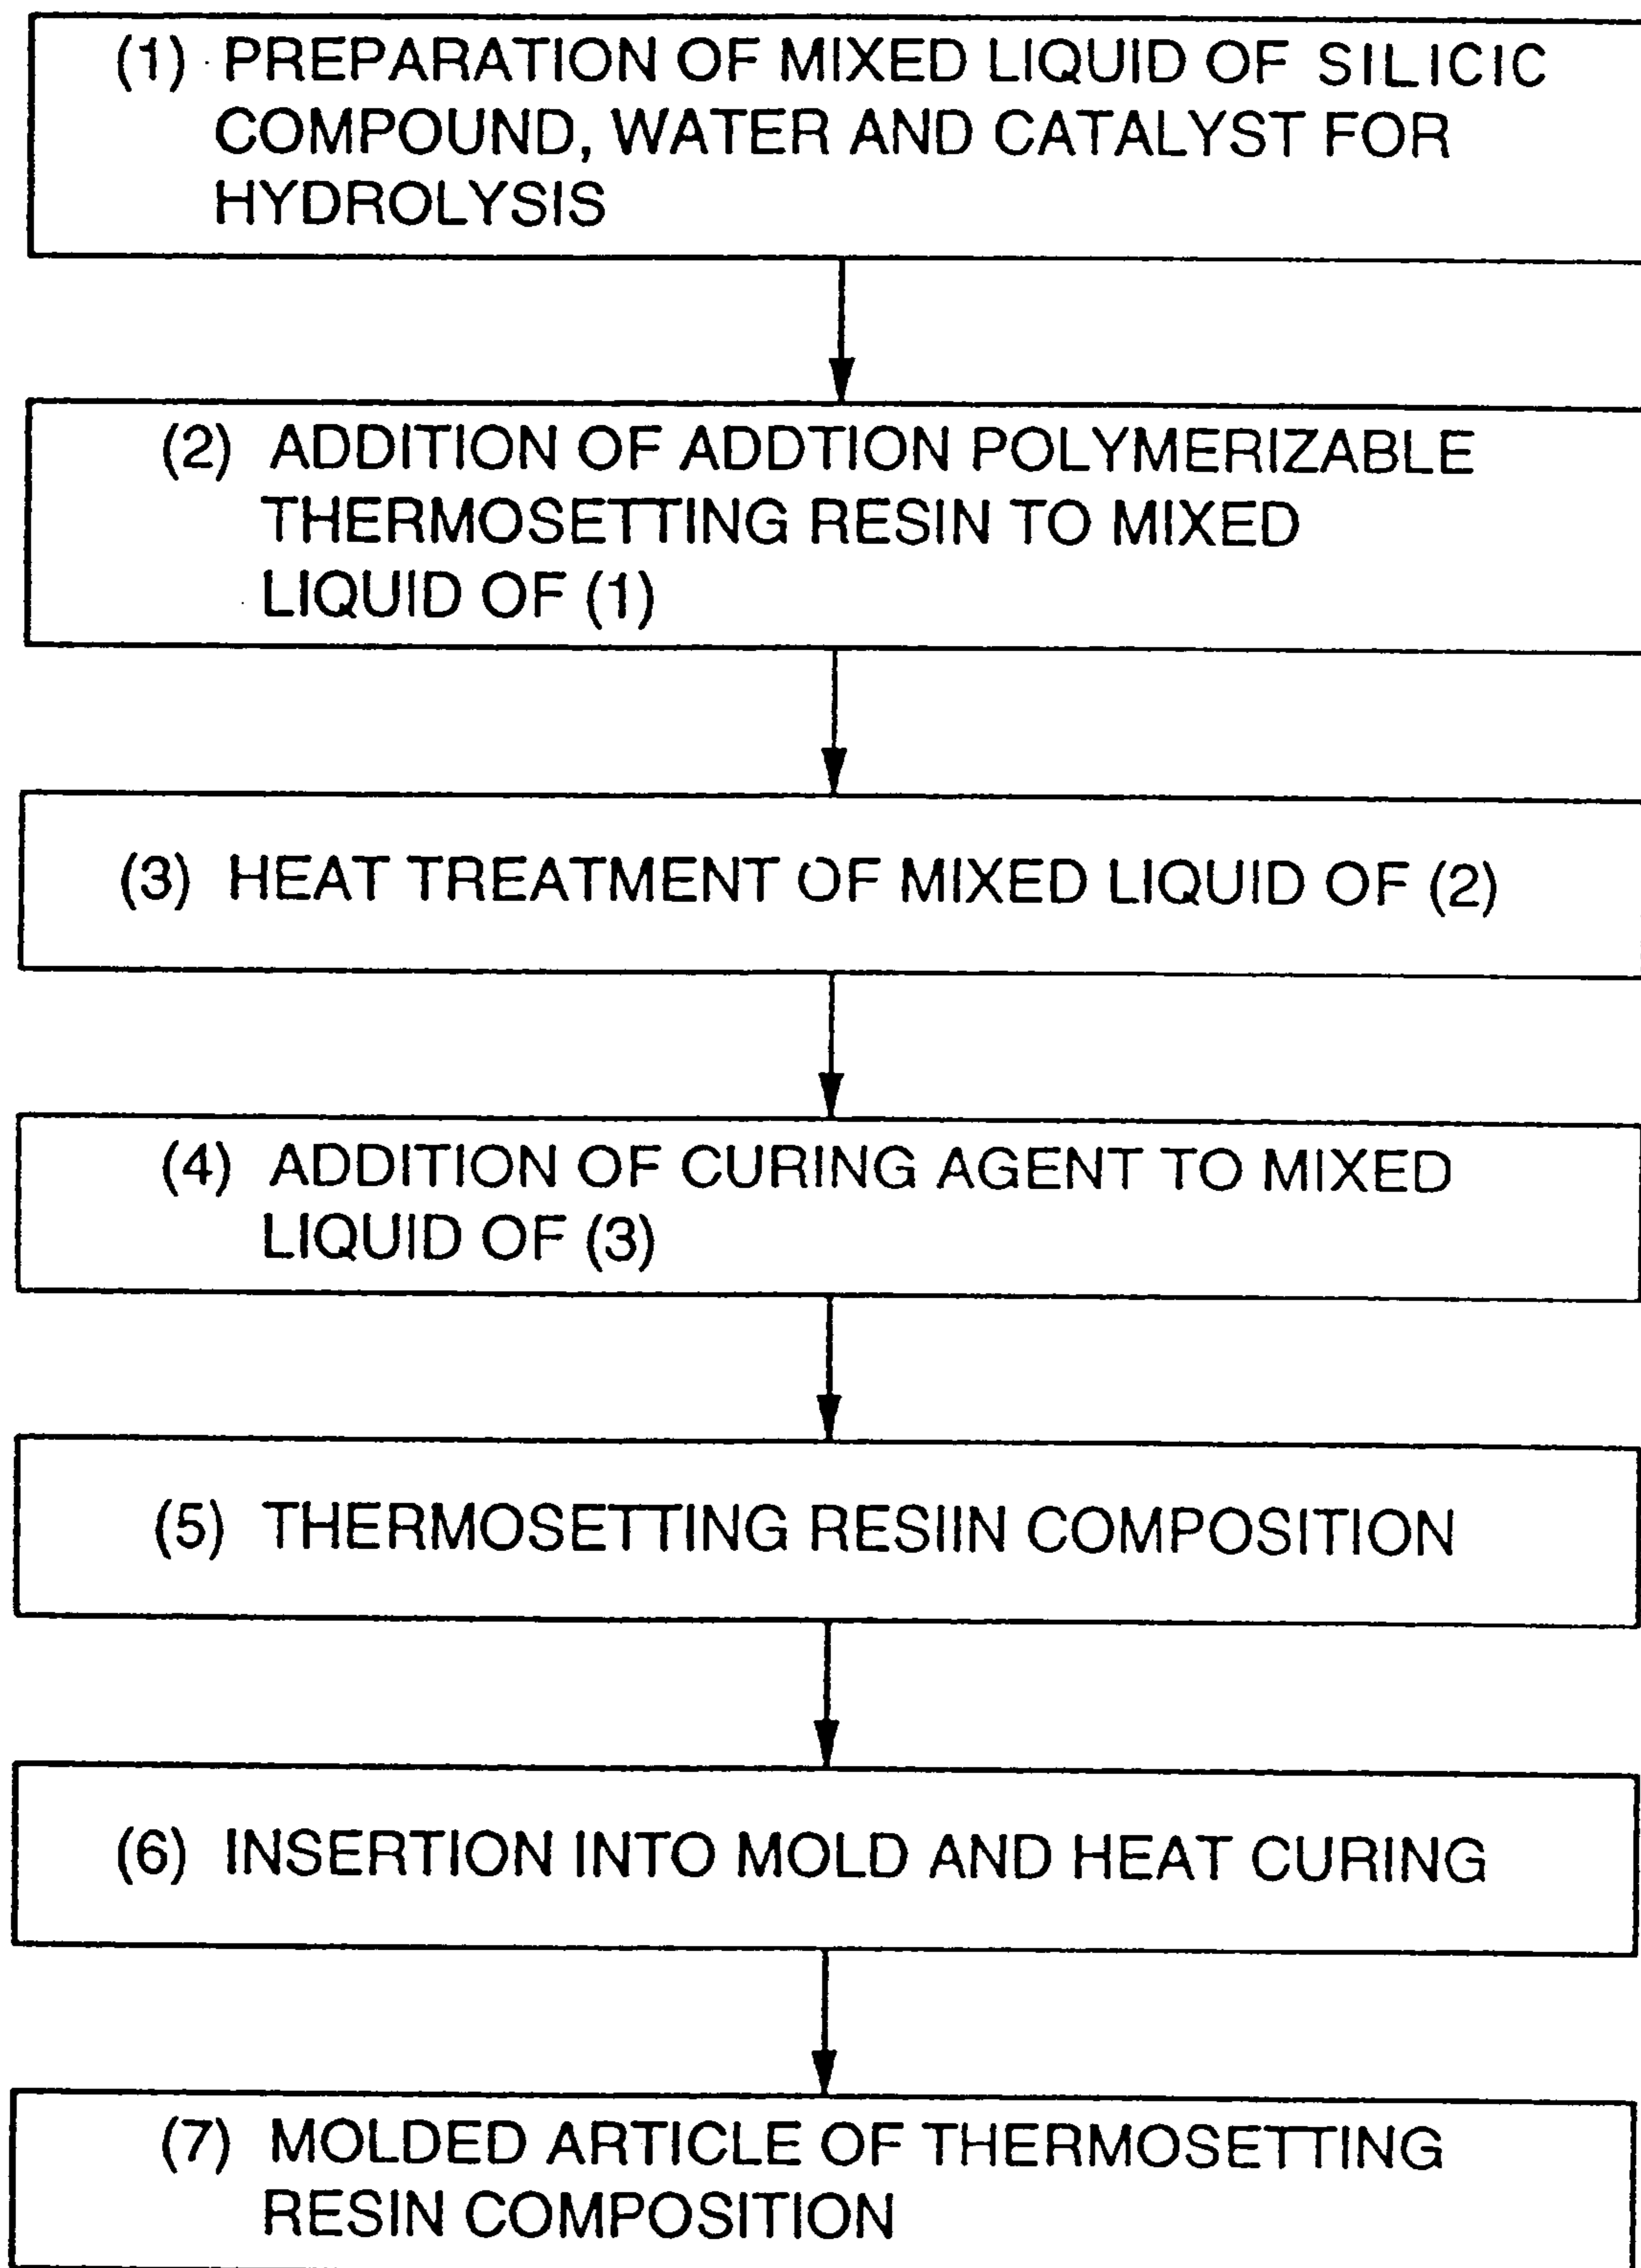 (1) PREPARATION OF MIXED LIQUID OF SILICIC
COMPOUND, WATER AND CATALYST FOR
HYDROLYSIS
(2) ADDITION OF ADDTION POLYMERIZABLE
THERMOSETTING RESIN TO MIXED
LIQUID OF (1)
(3) HEAT TREATMENT OF MIXED LIQUID OF (2)
(4) ADDITION OF CURING AGENT TO MIXED
LIQUID OF (3)
(5) THERMOSETTING RESIIN COMPOSITION
(6) INSERTION INTO MOLD AND HEAT CURING
(7) MOLDED ARTICLE OF THERMOSETTING
RESIN COMPOSITION